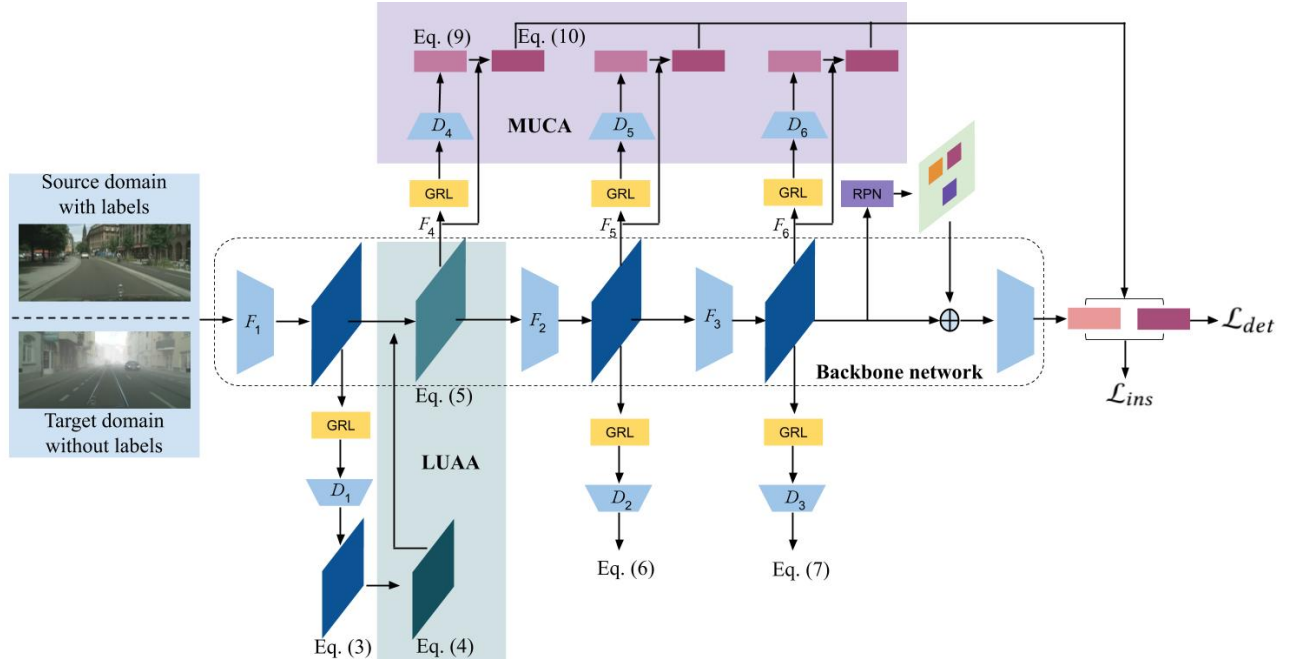 Eq. (9)
Eq. (10)
D4
D5
D6
MUCA
GRL
GRL
GRL
RPN
F4
F5
F6
Source domain
with labels
F1
F2
F3
Eq. (5)
Backbone network
Ldet
Lins
Target domain
without labels
GRL
GRL
GRL
LUAA
D1
D2
D3
Eq. (6)
Eq. (7)
Eq. (3)
Eq. (4)